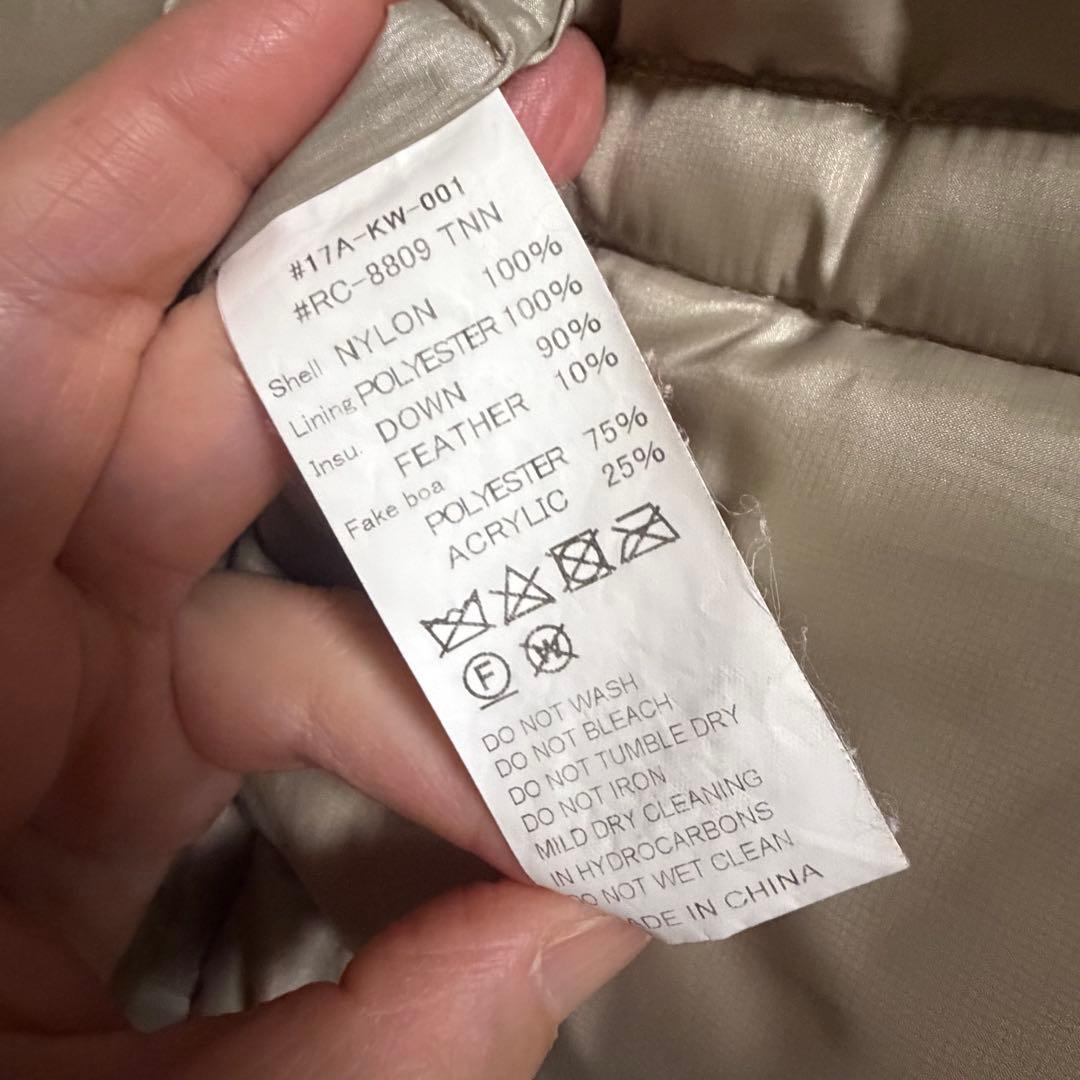 #17A-KW-001
#RC-8809 TNN
Shell NYLON 100%
Lining POLYESTER 100%
Insu. DOWN 90%
FEATHER 10%
Fake boa
POLYESTER 75%
ACRYLIC 25%
F W
DO NOT WASH
DO NOT BLEACH
DO NOT TUMBLE DRY
DO NOT IRON
MILD DRY CLEANING
IN HYDROCARBONS
DO NOT WET CLEAN
ADE IN CHINA